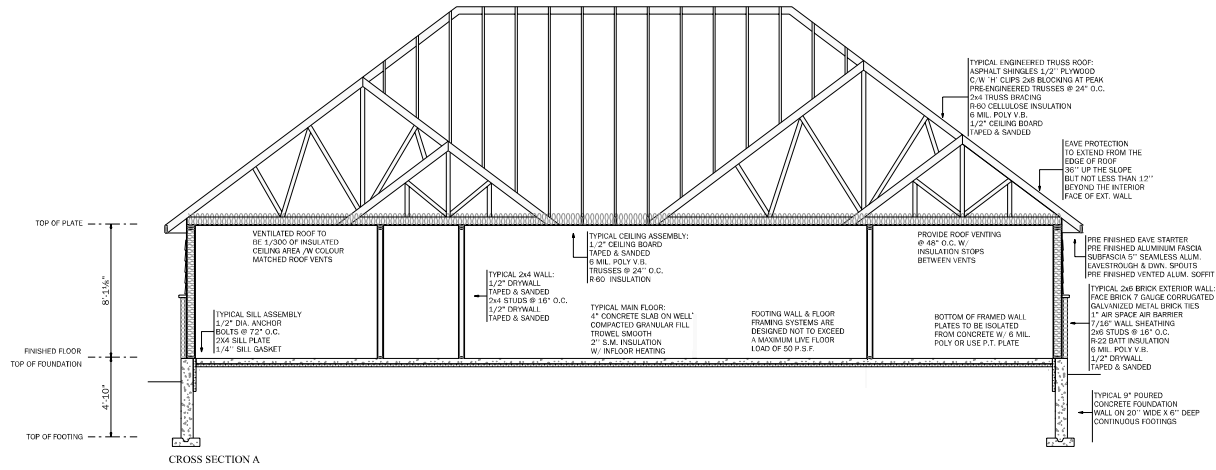 TYPICAL ENGINEERED TRUSS ROOF:
ASPHALT SHINGLES 1/2'' PLYWOOD
C/W 'H' CLIPS 2x8 BLOCKING AT PEAK
PRE-ENGINEERED TRUSSES @ 24" O.C.
2x4 TRUSS BRACING
R-60 CELLULOSE INSULATION
6 MIL. POLY V.B.
1/2" CEILING BOARD
TAPED & SANDED
EAVE PROTECTION
TO EXTEND FROM THE
EDGE OF ROOF
36'' UP THE SLOPE
BUT NOT LESS THAN 12''
BEYOND THE INTERIOR
FACE OF EXT. WALL
TOP OF PLATE
VENTILATED ROOF TO
BE 1/300 OF INSULATED
CEILING AREA /W COLOUR
MATCHED ROOF VENTS
TYPICAL CEILING ASSEMBLY:
1/2" CEILING BOARD
TAPED & SANDED
6 MIL. POLY V.B.
TRUSSES @ 24" O.C.
R-60 INSULATION
PROVIDE ROOF VENTING
@ 48" O.C. W/
INSULATION STOPS
BETWEEN VENTS
PRE FINISHED EAVE STARTER
PRE FINISHED ALUMINUM FASCIA
SUBFASCIA 5" SEAMLESS ALUM.
EAVESTROUGH & DWN. SPOUTS
PRE FINISHED VENTED ALUM. SOFFIT
8'-1⅛"
TYPICAL 2x4 WALL:
1/2" DRYWALL
TAPED & SANDED
2x4 STUDS @ 16" O.C.
1/2" DRYWALL
TAPED & SANDED
TYPICAL 2x6 BRICK EXTERIOR WALL:
FACE BRICK 7 GAUGE CORRUGATED
GALVANIZED METAL BRICK TIES
1" AIR SPACE AIR BARRIER
7/16" WALL SHEATHING
2x6 STUDS @ 16" O.C.
R-22 BATT INSULATION
6 MIL. POLY V.B.
1/2" DRYWALL
TAPED & SANDED
TYPICAL SILL ASSEMBLY
1/2" DIA. ANCHOR
BOLTS @ 72" O.C.
2X4 SILL PLATE
1/4" SILL GASKET
TYPICAL MAIN FLOOR:
4" CONCRETE SLAB ON WELL
COMPACTED GRANULAR FILL
TROWEL SMOOTH
2'' S.M. INSULATION
W/ INFLOOR HEATING
FOOTING WALL & FLOOR
FRAMING SYSTEMS ARE
DESIGNED NOT TO EXCEED
A MAXIMUM LIVE FLOOR
LOAD OF 50 P.S.F.
BOTTOM OF FRAMED WALL
PLATES TO BE ISOLATED
FROM CONCRETE W/ 6 MIL.
POLY OR USE P.T. PLATE
FINISHED FLOOR
TOP OF FOUNDATION
4'-10"
TYPICAL 9" POURED
CONCRETE FOUNDATION
WALL ON 20'' WIDE X 6'' DEEP
CONTINUOUS FOOTINGS
TOP OF FOOTING
CROSS SECTION A